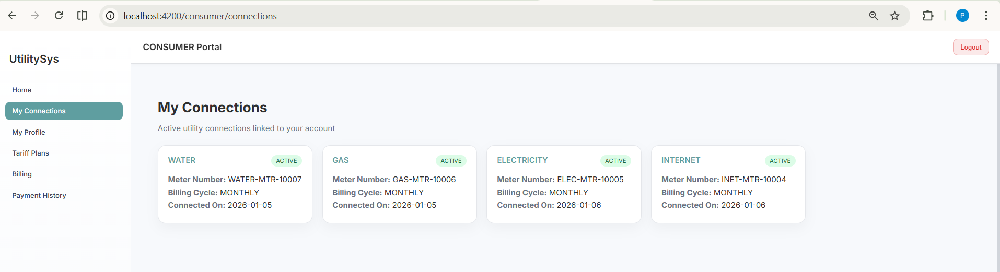 localhost:4200/consumer/connections
P
UtilitySys
CONSUMER Portal
Logout
Home
My Connections
My Profile
Tariff Plans
Billing
Payment History
My Connections
Active utility connections linked to your account
WATER ACTIVE
Meter Number: WATER-MTR-10007
Billing Cycle: MONTHLY
Connected On: 2026-01-05
GAS ACTIVE
Meter Number: GAS-MTR-10006
Billing Cycle: MONTHLY
Connected On: 2026-01-05
ELECTRICITY ACTIVE
Meter Number: ELEC-MTR-10005
Billing Cycle: MONTHLY
Connected On: 2026-01-06
INTERNET ACTIVE
Meter Number: INET-MTR-10004
Billing Cycle: MONTHLY
Connected On: 2026-01-06